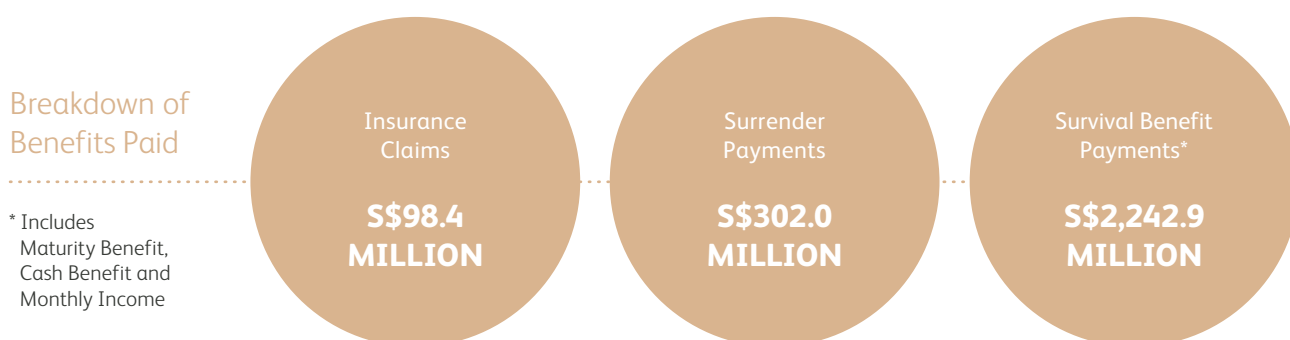 Breakdown of
Benefits Paid
* Includes
Maturity Benefit,
Cash Benefit and
Monthly Income
Insurance
Claims
S$98.4
MILLION
Surrender
Payments
S$302.0
MILLION
Survival Benefit
Payments*
S$2,242.9
MILLION